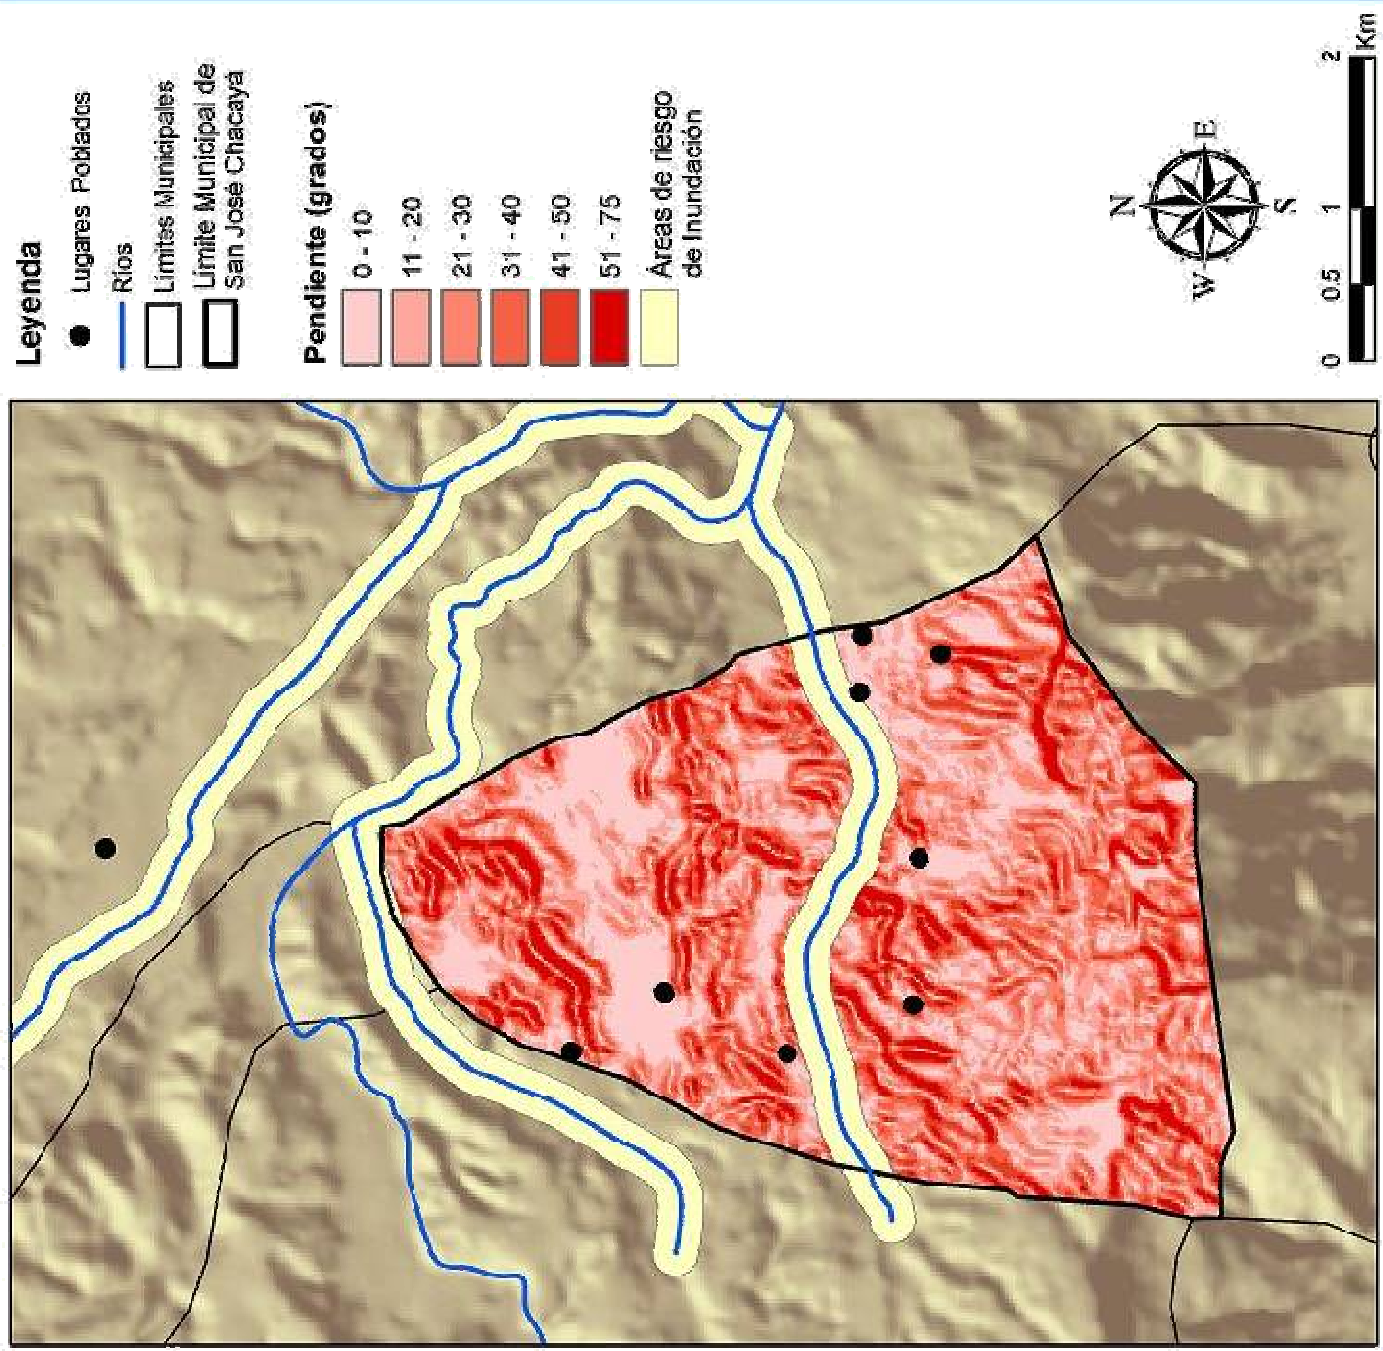 Leyenda
Lugares Poblados
Ríos
Límites Municipales
Límite Municipal de
San José Chacayá
Pendiente (grados)
0 - 10
11 - 20
21 - 30
31 - 40
41 - 50
51 - 75
Áreas de riesgo
de Inundación
N
E
S
W
0
0.5
1
2
Km